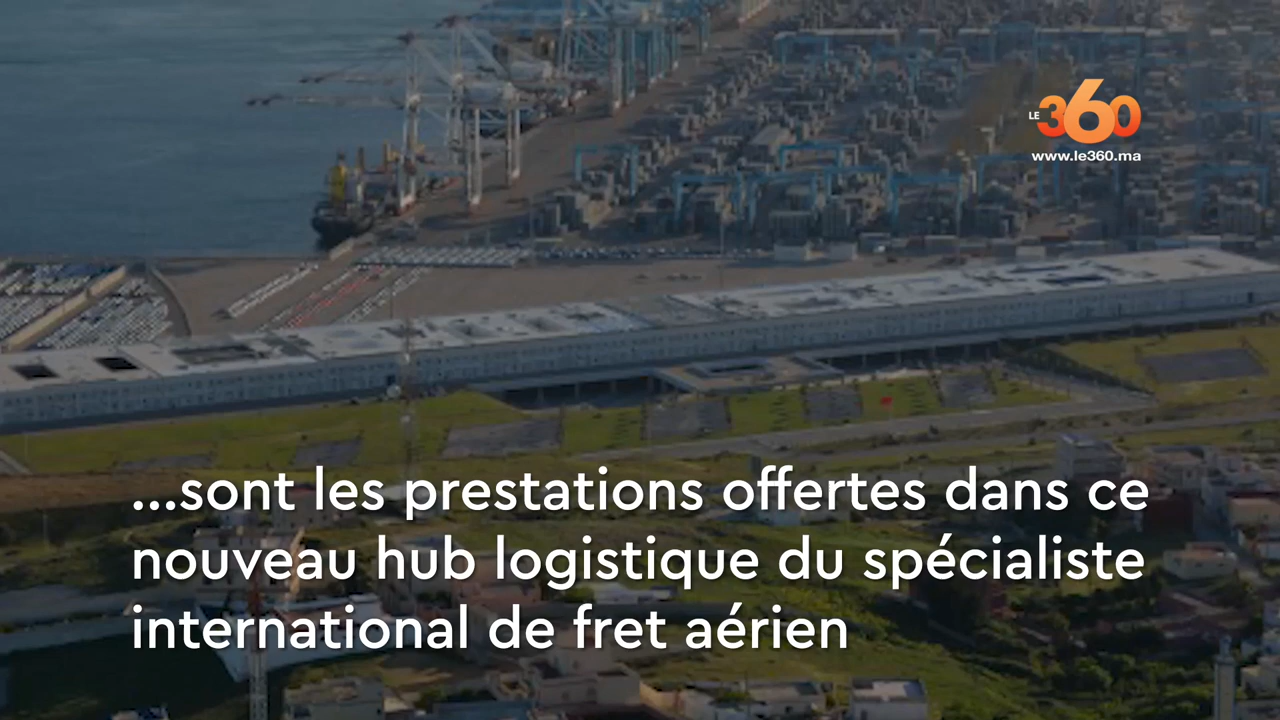 LE 360
www.le360.ma
...sont les prestations offertes dans ce
nouveau hub logistique du spécialiste
international de fret aérien